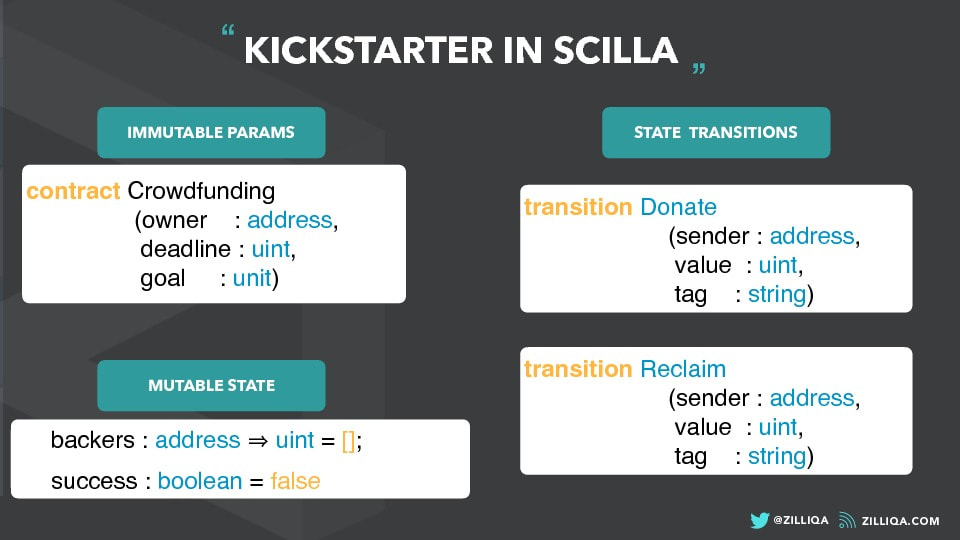 “ KICKSTARTER IN SCILLA ”
IMMUTABLE PARAMS
contract Crowdfunding
(owner : address,
deadline : uint,
goal : unit)
MUTABLE STATE
backers : address ⇒ uint = [];
success : boolean = false
STATE TRANSITIONS
transition Donate
(sender : address,
value : uint,
tag : string)
transition Reclaim
(sender : address,
value : uint,
tag : string)
@ZILLIQA ZILLIQA.COM